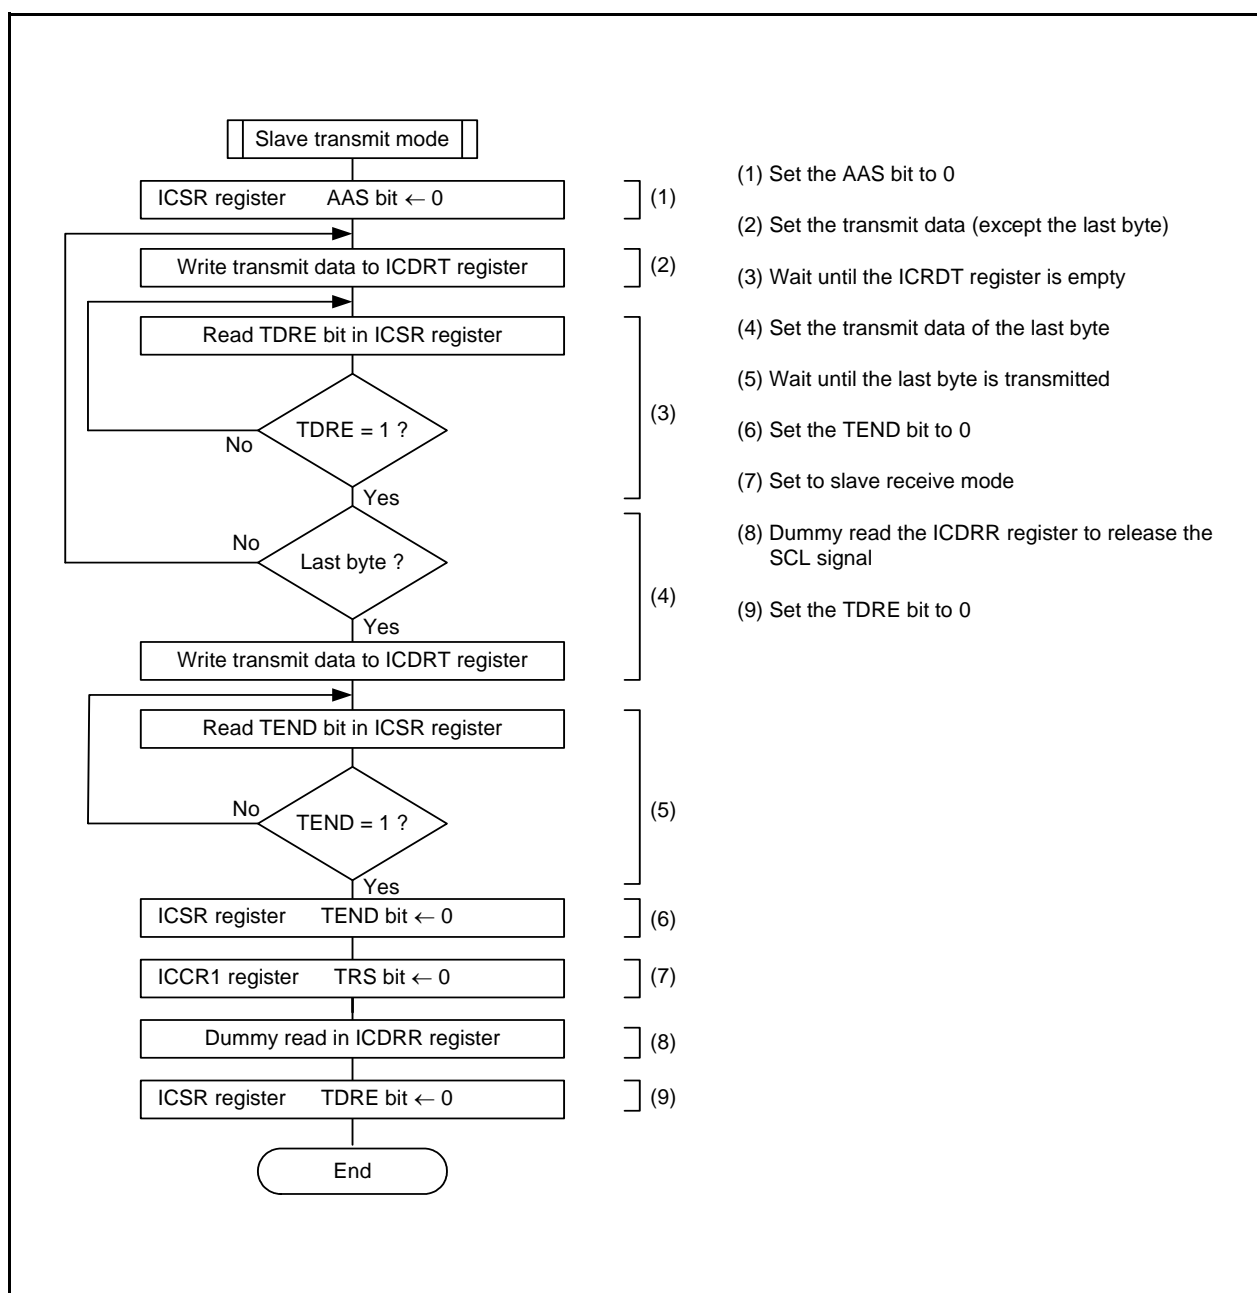 Slave transmit mode
ICSR register AAS bit ← 0
(1)
Write transmit data to ICDRT register
(2)
Read TDRE bit in ICSR register
TDRE = 1 ?
No
(3)
Yes
No
Last byte ?
(4)
Yes
Write transmit data to ICDRT register
Read TEND bit in ICSR register
No
TEND = 1 ?
(5)
Yes
ICSR register TEND bit ← 0
(6)
ICCR1 register TRS bit ← 0
(7)
Dummy read in ICDRR register
(8)
ICSR register TDRE bit ← 0
(9)
End
(1) Set the AAS bit to 0
(2) Set the transmit data (except the last byte)
(3) Wait until the ICRDT register is empty
(4) Set the transmit data of the last byte
(5) Wait until the last byte is transmitted
(6) Set the TEND bit to 0
(7) Set to slave receive mode
(8) Dummy read the ICDRR register to release the
SCL signal
(9) Set the TDRE bit to 0